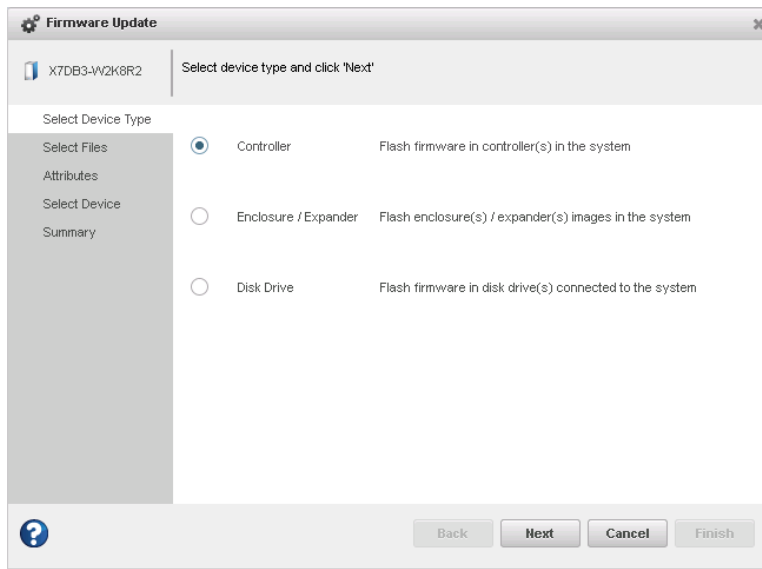 Firmware Update
X7DB3-W2K8R2
Select device type and click 'Next'
Select Device Type
Select Files
Attributes
Select Device
Summary
Controller Flash firmware in controller(s) in the system
Enclosure / Expander Flash enclosure(s) / expander(s) images in the system
Disk Drive Flash firmware in disk drive(s) connected to the system
? Back Next Cancel Finish